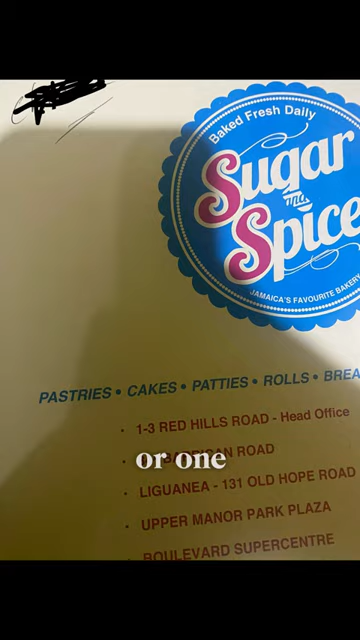 Baked Fresh Daily
Sugar
and
Spice
JAMAICA'S FAVOURITE BAKERY
PASTRIES • CAKES • PATTIES • ROLLS • BREA
• 1-3 RED HILLS ROAD - Head Office
ROAD
or one
• LIGUANEA - 131 OLD HOPE ROAD
• UPPER MANOR PARK PLAZA
• BOULEVARD SUPERCENTRE